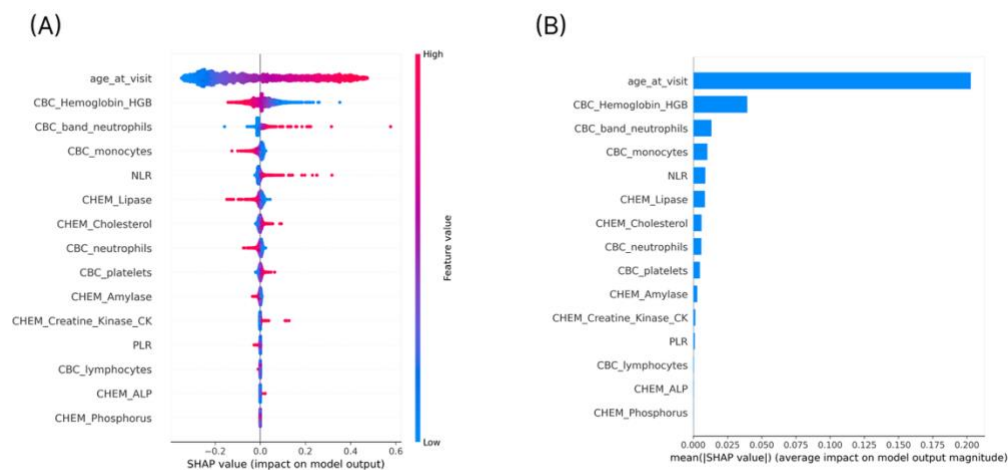 (A)
High
age_at_visit
CBC_Hemoglobin_HGB
CBC_band_neutrophils
CBC_monocytes
NLR
CHEM_Lipase
CHEM_Cholesterol
CBC_neutrophils
CBC_platelets
CHEM_Amylase
CHEM_Creatine_Kinase_CK
PLR
CBC_lymphocytes
CHEM_ALP
CHEM_Phosphorus
Feature value
Low
−0.2 0.0 0.2 0.4 0.6
SHAP value (impact on model output)
(B)
age_at_visit
CBC_Hemoglobin_HGB
CBC_band_neutrophils
CBC_monocytes
NLR
CHEM_Lipase
CHEM_Cholesterol
CBC_neutrophils
CBC_platelets
CHEM_Amylase
CHEM_Creatine_Kinase_CK
PLR
CBC_lymphocytes
CHEM_ALP
CHEM_Phosphorus
0.000 0.025 0.050 0.075 0.100 0.125 0.150 0.175 0.200
mean(|SHAP value|) (average impact on model output magnitude)